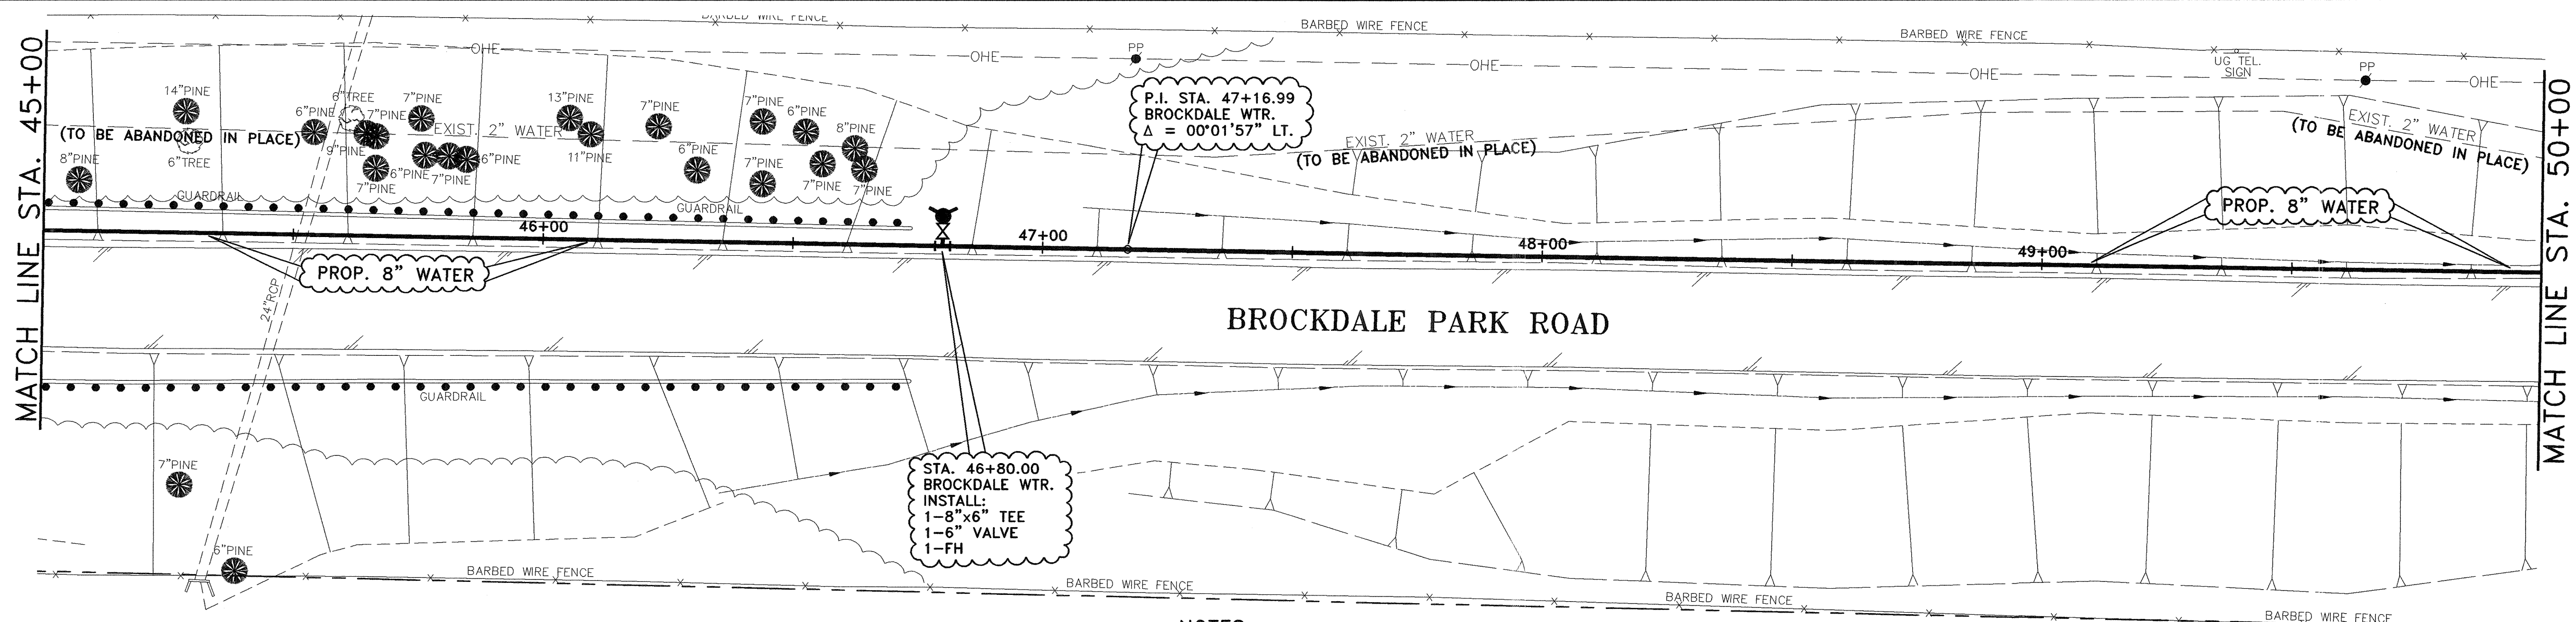 BARBED WIRE FENCE
BARBED WIRE FENCE
BARBED WIRE FENCE
MATCH LINE STA. 45+00
MATCH LINE STA. 50+00
OHE
OHE
PP
OHE
OHE
UG TEL.
SIGN
PP
OHE
14"PINE
6"TREE
6"PINE
7"PINE
7"PINE
13"PINE
7"PINE
7"PINE
6"PINE
8"PINE
P.I. STA. 47+16.99
BROCKDALE WTR.
Δ = 00°01'57" LT.
EXIST. 2" WATER
(TO BE ABANDONED IN PLACE)
EXIST. 2" WATER
(TO BE ABANDONED IN PLACE)
EXIST. 2" WATER
(TO BE ABANDONED IN PLACE)
8"PINE
6"TREE
9"PINE
7"PINE
6"PINE
7"PINE
6"PINE
11"PINE
6"PINE
7"PINE
7"PINE
7"PINE
GUARDRAIL
GUARDRAIL
46+00
47+00
48+00
49+00
PROP. 8" WATER
PROP. 8" WATER
24"RCP
BROCKDALE PARK ROAD
GUARDRAIL
7"PINE
6"PINE
STA. 46+80.00
BROCKDALE WTR.
INSTALL:
1-8"x6" TEE
1-6" VALVE
1-FH
BARBED WIRE FENCE
BARBED WIRE FENCE
BARBED WIRE FENCE
BARBED WIRE FENCE